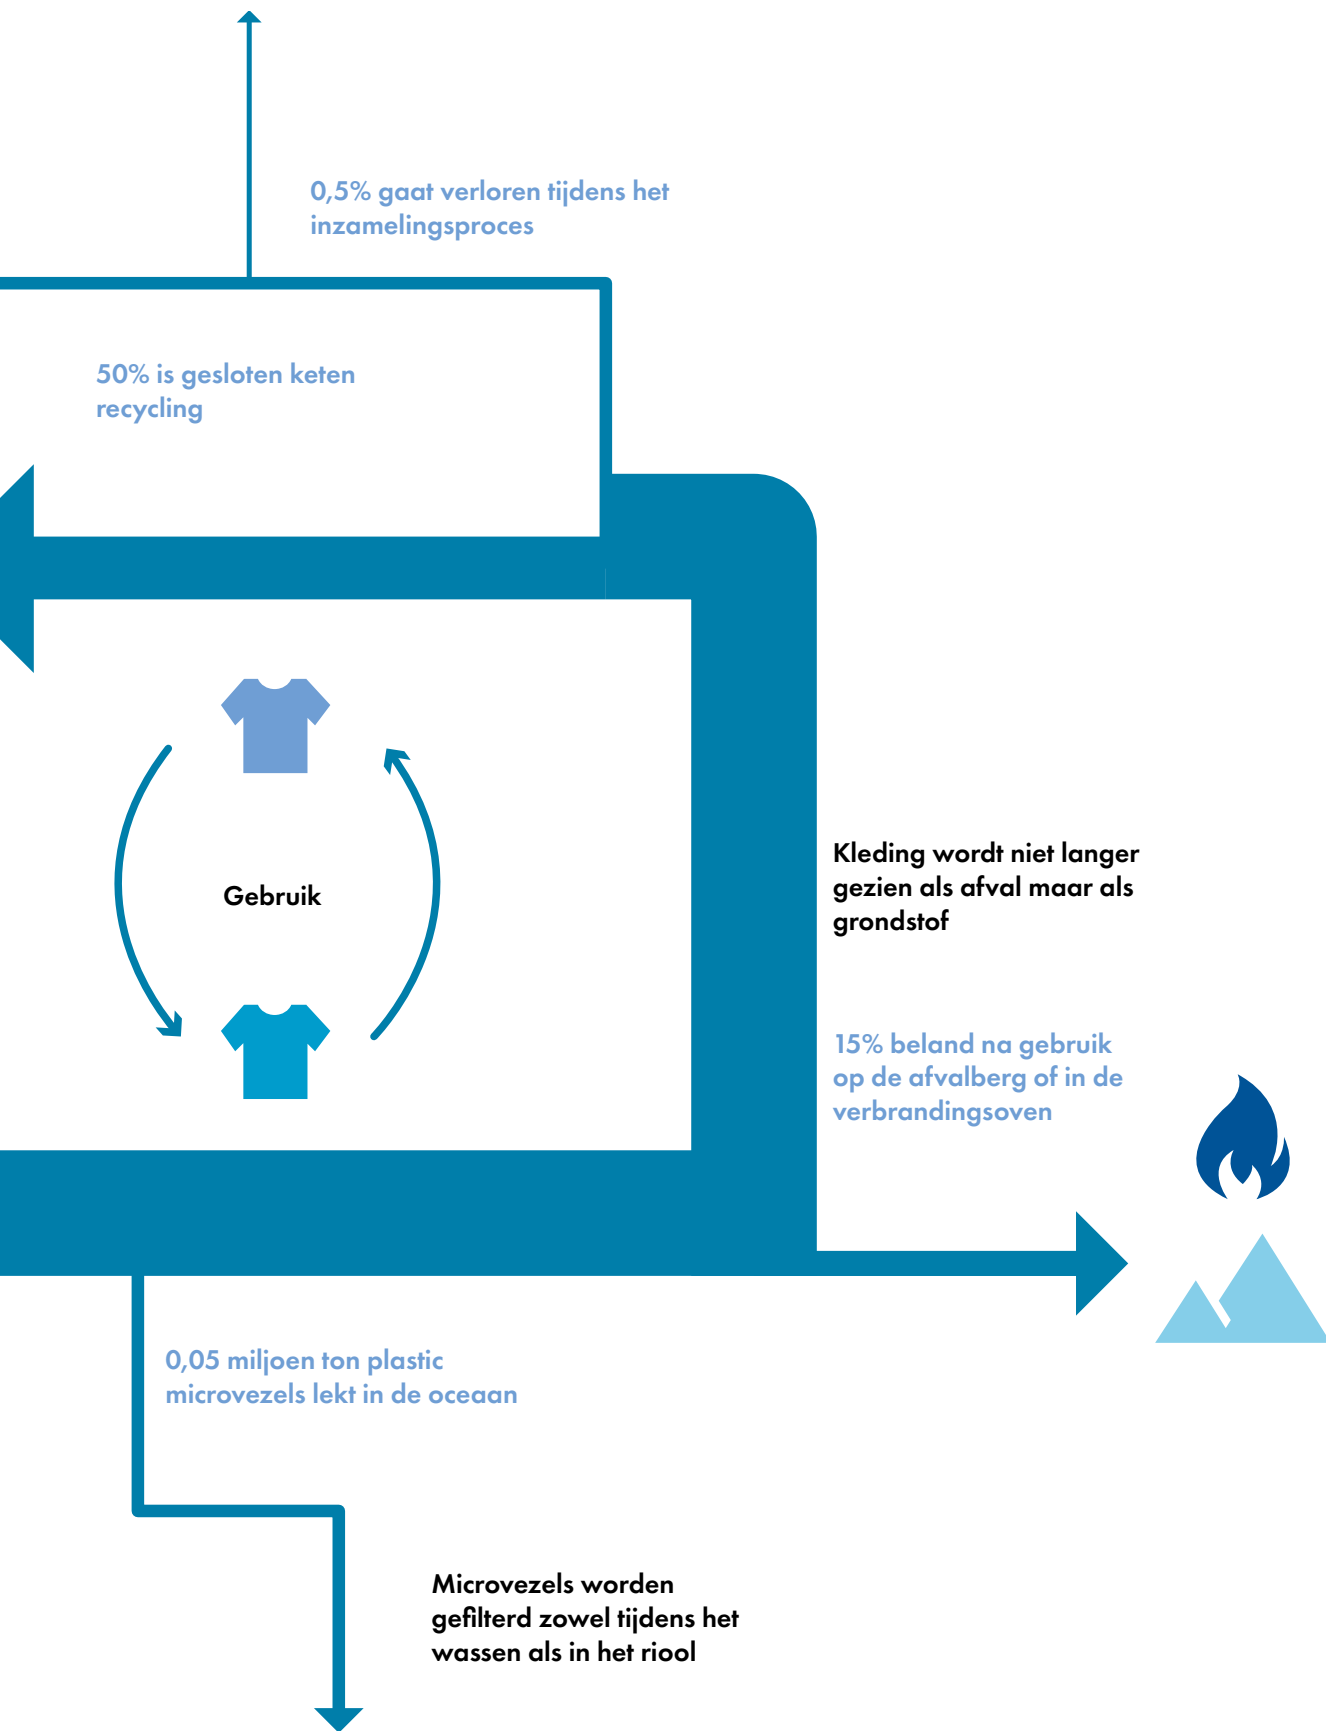 0,5% gaat verloren tijdens het
inzamelingsproces
50% is gesloten keten
recycling
Gebruik
Kleding wordt niet langer
gezien als afval maar als
grondstof
15% beland na gebruik
op de afvalberg of in de
verbrandingsoven
0,05 miljoen ton plastic
microvezels lekt in de oceaan
Microvezels worden
gefilterd zowel tijdens het
wassen als in het riool